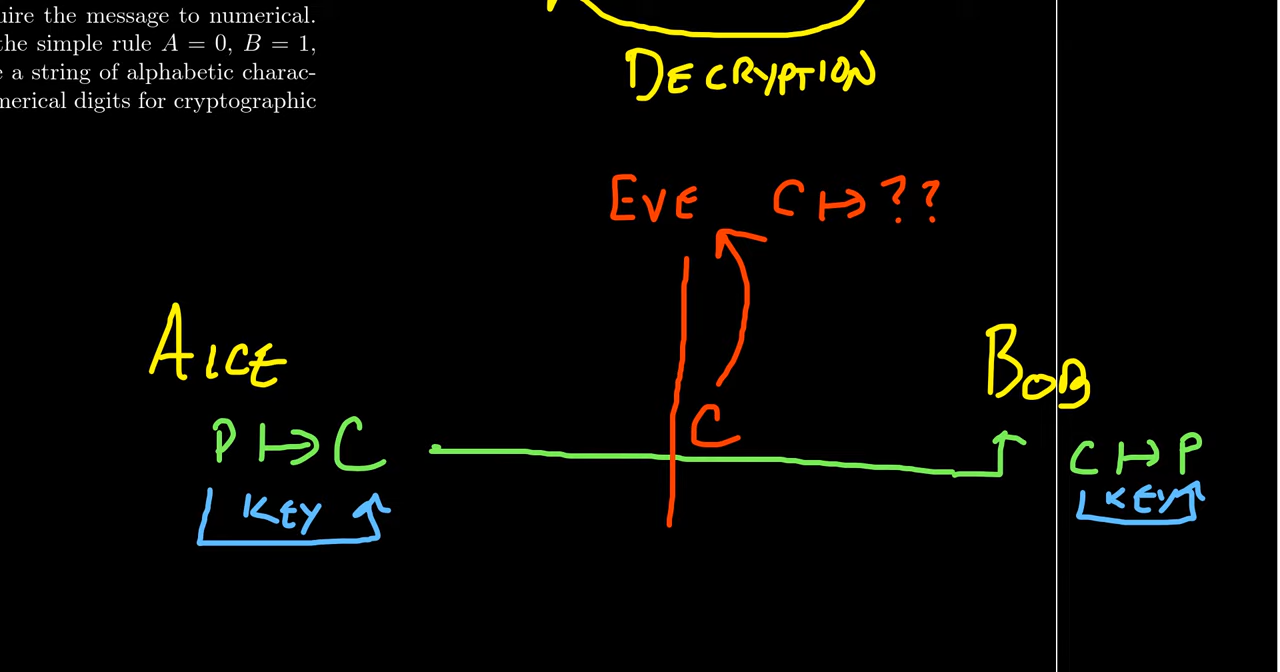 uire the message to numerical.
the simple rule A = 0, B = 1,
e a string of alphabetic charac-
merical digits for cryptographic
DECRYPTION
EVE C ↦ ??
AICE
BOB
C
P ↦ C
C ↦ P
KEY
KEY